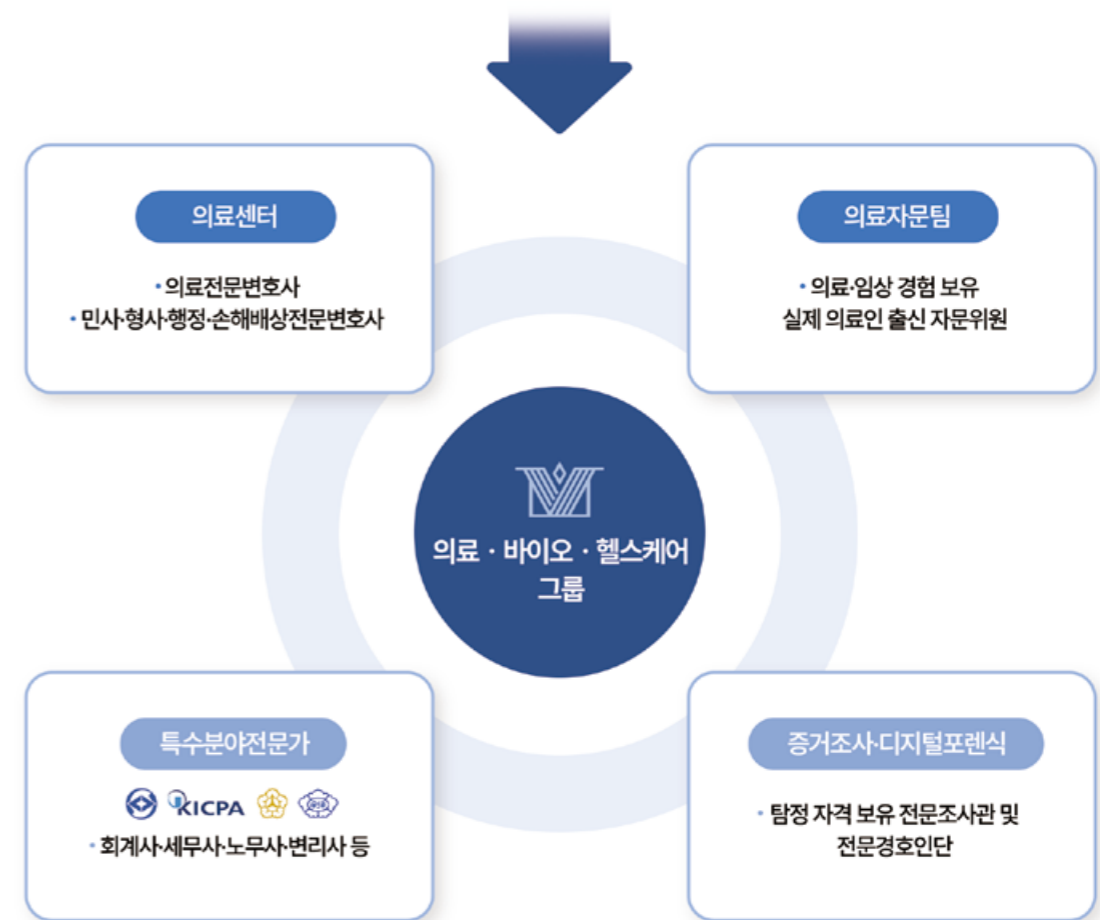 의료센터
• 의료전문변호사
• 민사·형사·행정·손해배상전문변호사
의료자문팀
• 의료·임상 경험 보유
실제 의료인 출신 자문위원
의료 · 바이오 · 헬스케어
그룹
특수분야전문가
KICPA
• 회계사·세무사·노무사·변리사 등
증거조사·디지털포렌식
• 탐정 자격 보유 전문조사관 및
전문경호인단